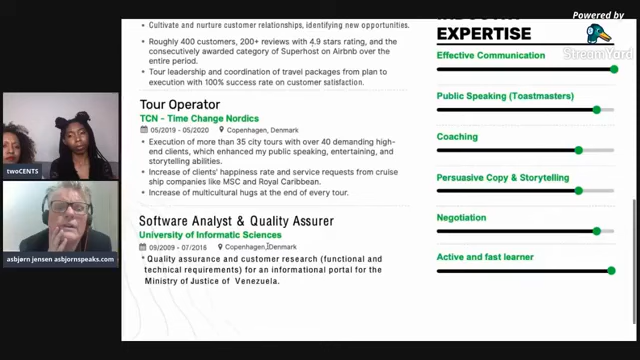 Powered by
StreamYard
• Cultivate and nurture customer relationships, identifying new opportunities.
• Roughly 400 customers, 200+ reviews with 4.9 stars rating, and the
consecutively awarded category of Superhost on Airbnb over the
entire period.
• Tour leadership and coordination of travel packages from plan to
execution with 100% success rate on customer satisfaction.
Tour Operator
TCN - Time Change Nordics
05/2019 - 05/2020 Copenhagen, Denmark
• Execution of more than 35 city tours with over 40 demanding high-
end clients, which enhanced my public speaking, entertaining, and
storytelling abilities.
• Increase of clients' happiness rate and service requests from cruise
ship companies like MSC and Royal Caribbean.
• Increase of multicultural hugs at the end of every tour.
Software Analyst & Quality Assurer
University of Informatic Sciences
09/2009 - 07/2016 Copenhagen, Denmark
* Quality assurance and customer research (functional and
technical requirements) for an informational portal for the
Ministry of Justice of Venezuela.
INDUSTRY
EXPERTISE
Effective Communication
Public Speaking (Toastmasters)
Coaching
Persuasive Copy & Storytelling
Negotiation
Active and fast learner
twoCENTS
asbjørn jensen asbjornspeaks.com